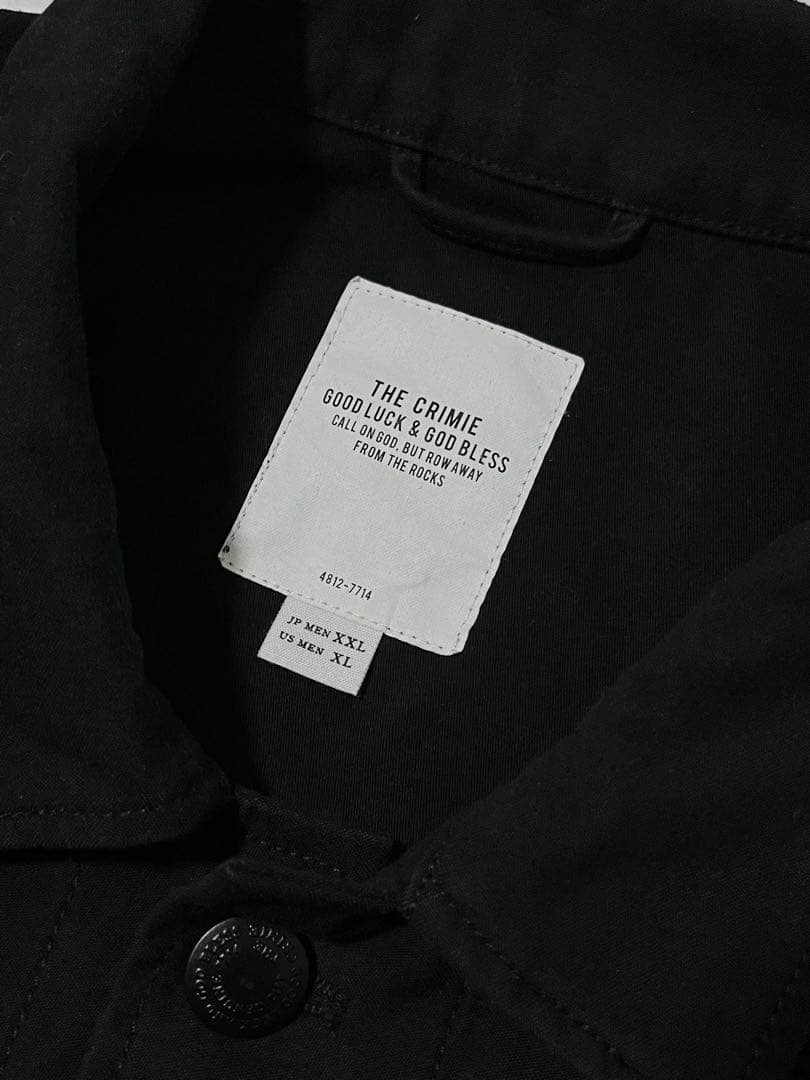 THE CRIMIE
GOOD LUCK & GOD BLESS
CALL ON GOD, BUT ROW AWAY
FROM THE ROCKS
4812-7714
JP MEN XXL
US MEN XL